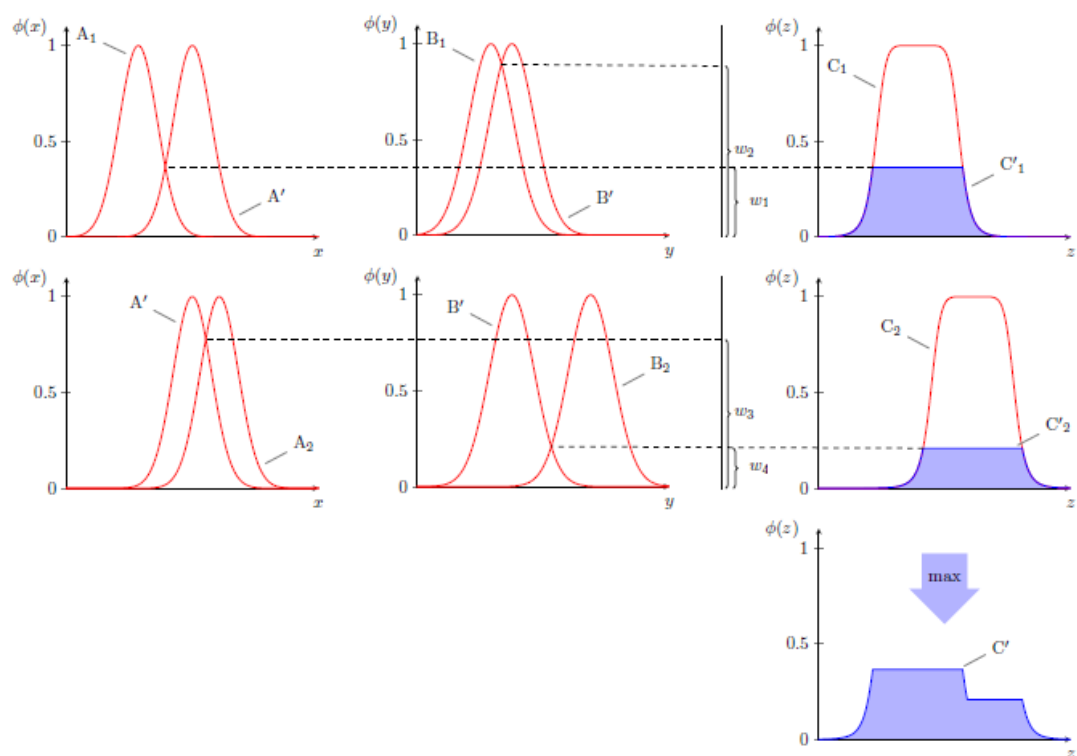 ϕ(x) ϕ(y) ϕ(z)
A₁ B₁ C₁
1 1 1
0.5 0.5 0.5
w₂
A′ B′ w₁ C′₁
0 0 0
x y z
ϕ(x) ϕ(y) ϕ(z)
A′ B′ C₂
1 1 1
B₂
0.5 0.5 0.5
w₃
A₂ w₄ C′₂
0 0 0
x y z
ϕ(z)
1
max
0.5
C′
0
z